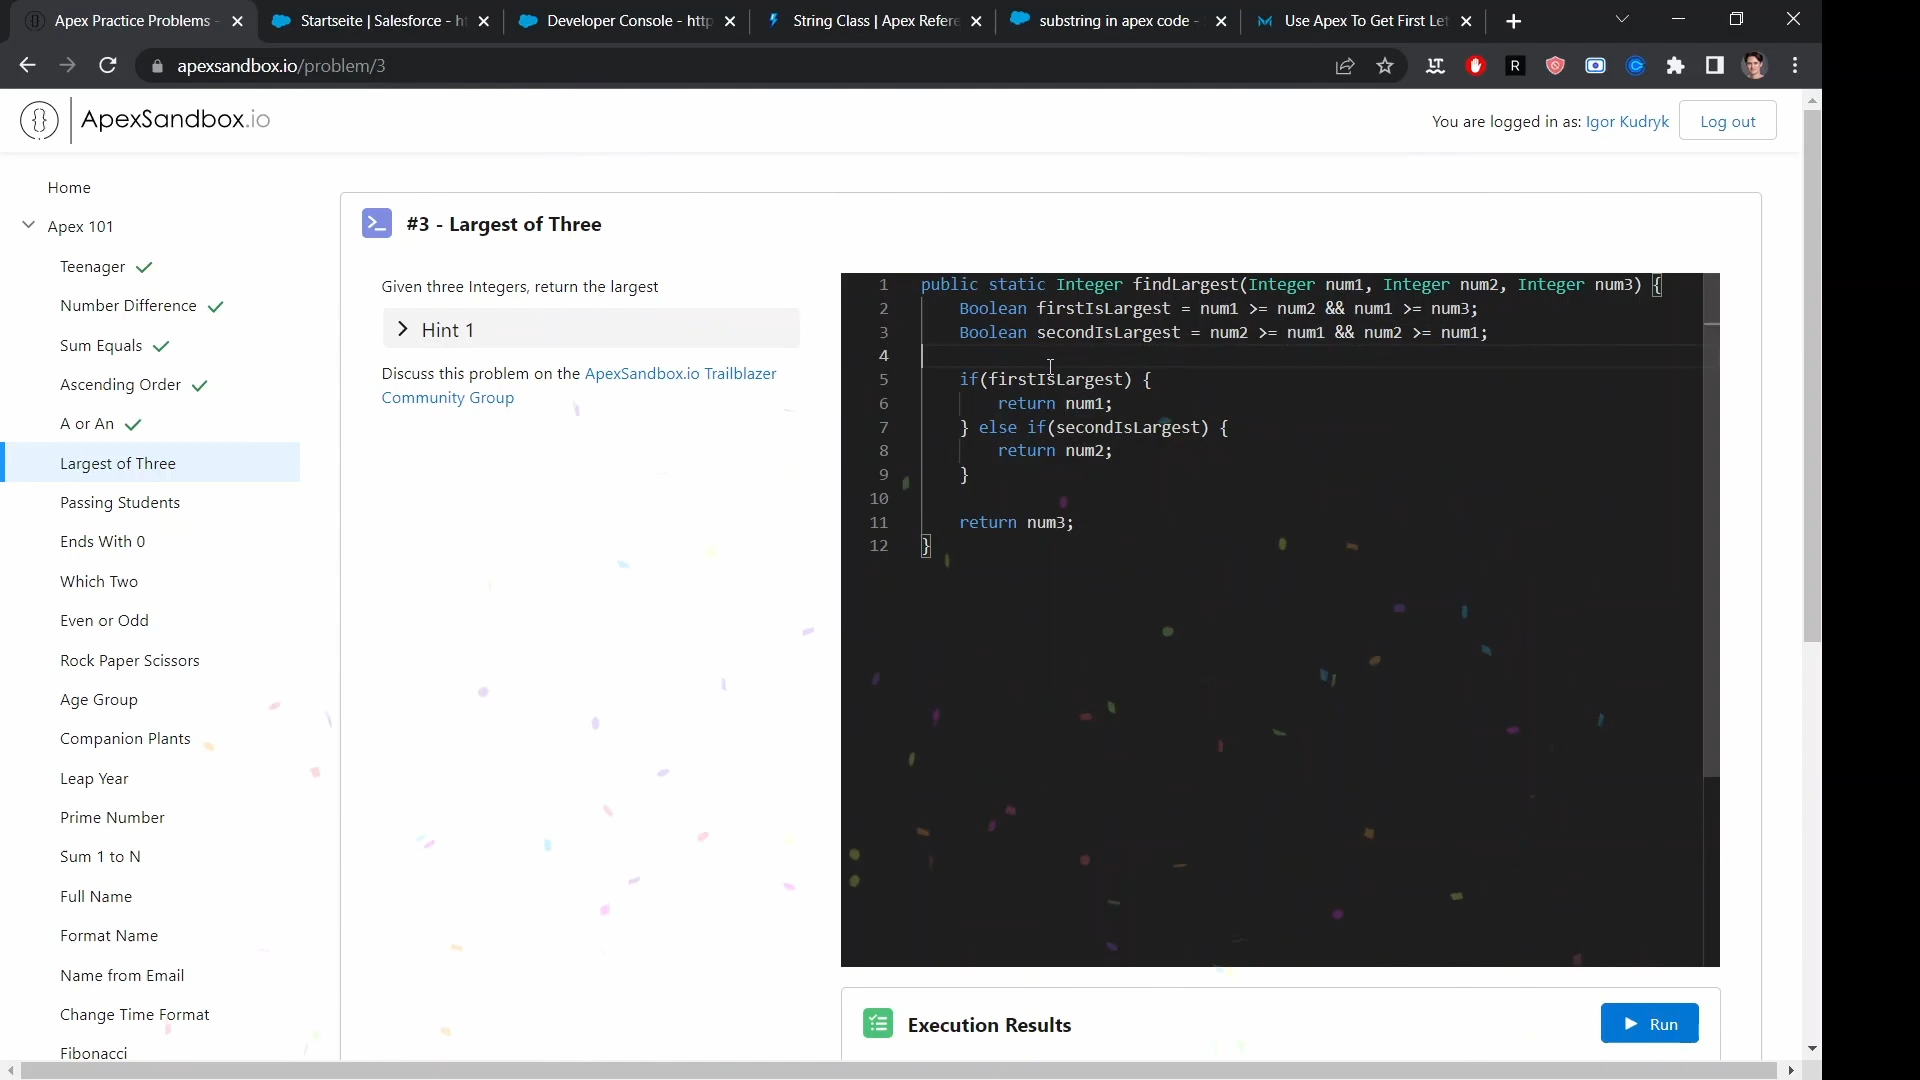 Apex Practice Problems -
Startseite | Salesforce - ht
Developer Console - http
String Class | Apex Refere
substring in apex code -
Use Apex To Get First Let
apexsandbox.io/problem/3
ApexSandbox.io
You are logged in as: Igor Kudryk
Log out
Home
Apex 101
Teenager
Number Difference
Sum Equals
Ascending Order
A or An
Largest of Three
Passing Students
Ends With 0
Which Two
Even or Odd
Rock Paper Scissors
Age Group
Companion Plants
Leap Year
Prime Number
Sum 1 to N
Full Name
Format Name
Name from Email
Change Time Format
Fibonacci
#3 - Largest of Three
Given three Integers, return the largest
Hint 1
Discuss this problem on the ApexSandbox.io Trailblazer
Community Group
1 public static Integer findLargest(Integer num1, Integer num2, Integer num3) {
2 Boolean firstIsLargest = num1 >= num2 && num1 >= num3;
3 Boolean secondIsLargest = num2 >= num1 && num2 >= num1;
4
5 if(firstIsLargest) {
6 return num1;
7 } else if(secondIsLargest) {
8 return num2;
9 }
10
11 return num3;
12 }
Execution Results
Run